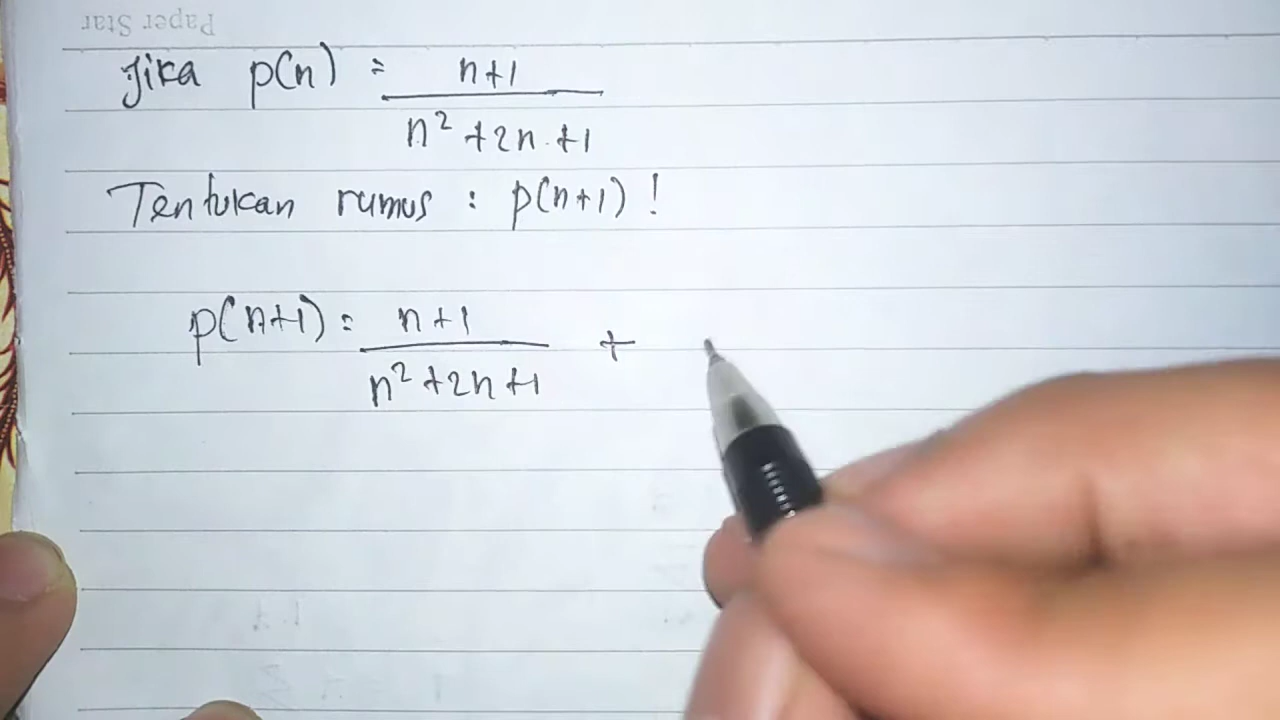 Paper Star
Jika p(n) = n+1 / n² + 2n + 1
Tentukan rumus : p(n+1) !
p(n+1) = n+1 / n² + 2n + 1 +